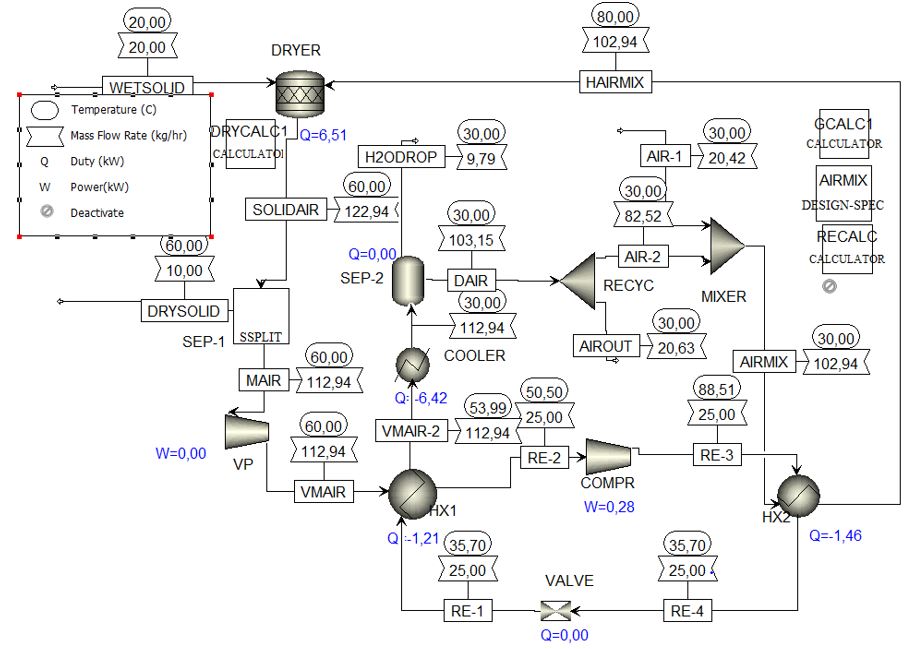 20,00
20,00
WETSOLID
DRYER
Q=6,51
80,00
102,94
HAIRMIX
Temperature (C)
Mass Flow Rate (kg/hr)
Q Duty (kW)
W Power(kW)
Deactivate
DRYCALC1
H2ODROP
30,00
9,79
30,00
AIR-1
20,42
GCALC1
CALCULATOR
AIRMIX
DESIGN-SPEC
RECALC
CALCULATOR
SOLIDAIR
60,00
122,94
30,00
103,15
30,00
82,52
AIR-2
MIXER
60,00
10,00
DRYSOLID
SEP-1
SSPLIT
Q=0,00
SEP-2
DAIR
RECYC
30,00
112,94
COOLER
Q=-6,42
AIROUT
30,00
20,63
AIRMIX
30,00
102,94
MAIR
60,00
112,94
W=0,00
VP
60,00
112,94
VMAIR
VMAIR-2
53,99
112,94
50,50
25,00
RE-2
COMPR
W=0,28
88,51
25,00
RE-3
HX1
Q=-1,21
HX2
Q=-1,46
35,70
25,00
RE-1
VALVE
Q=0,00
35,70
25,00
RE-4